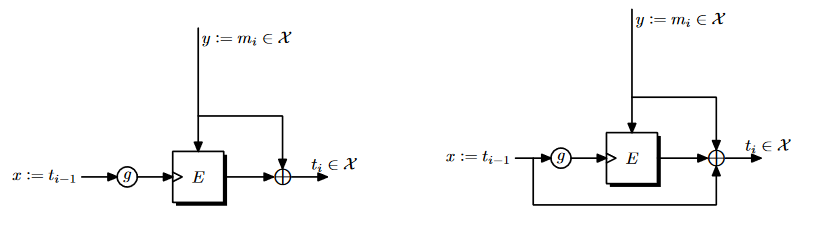 y := m_i ∈ 𝒳
x := t_{i−1}
g
E
t_i ∈ 𝒳
y := m_i ∈ 𝒳
x := t_{i−1}
g
E
t_i ∈ 𝒳